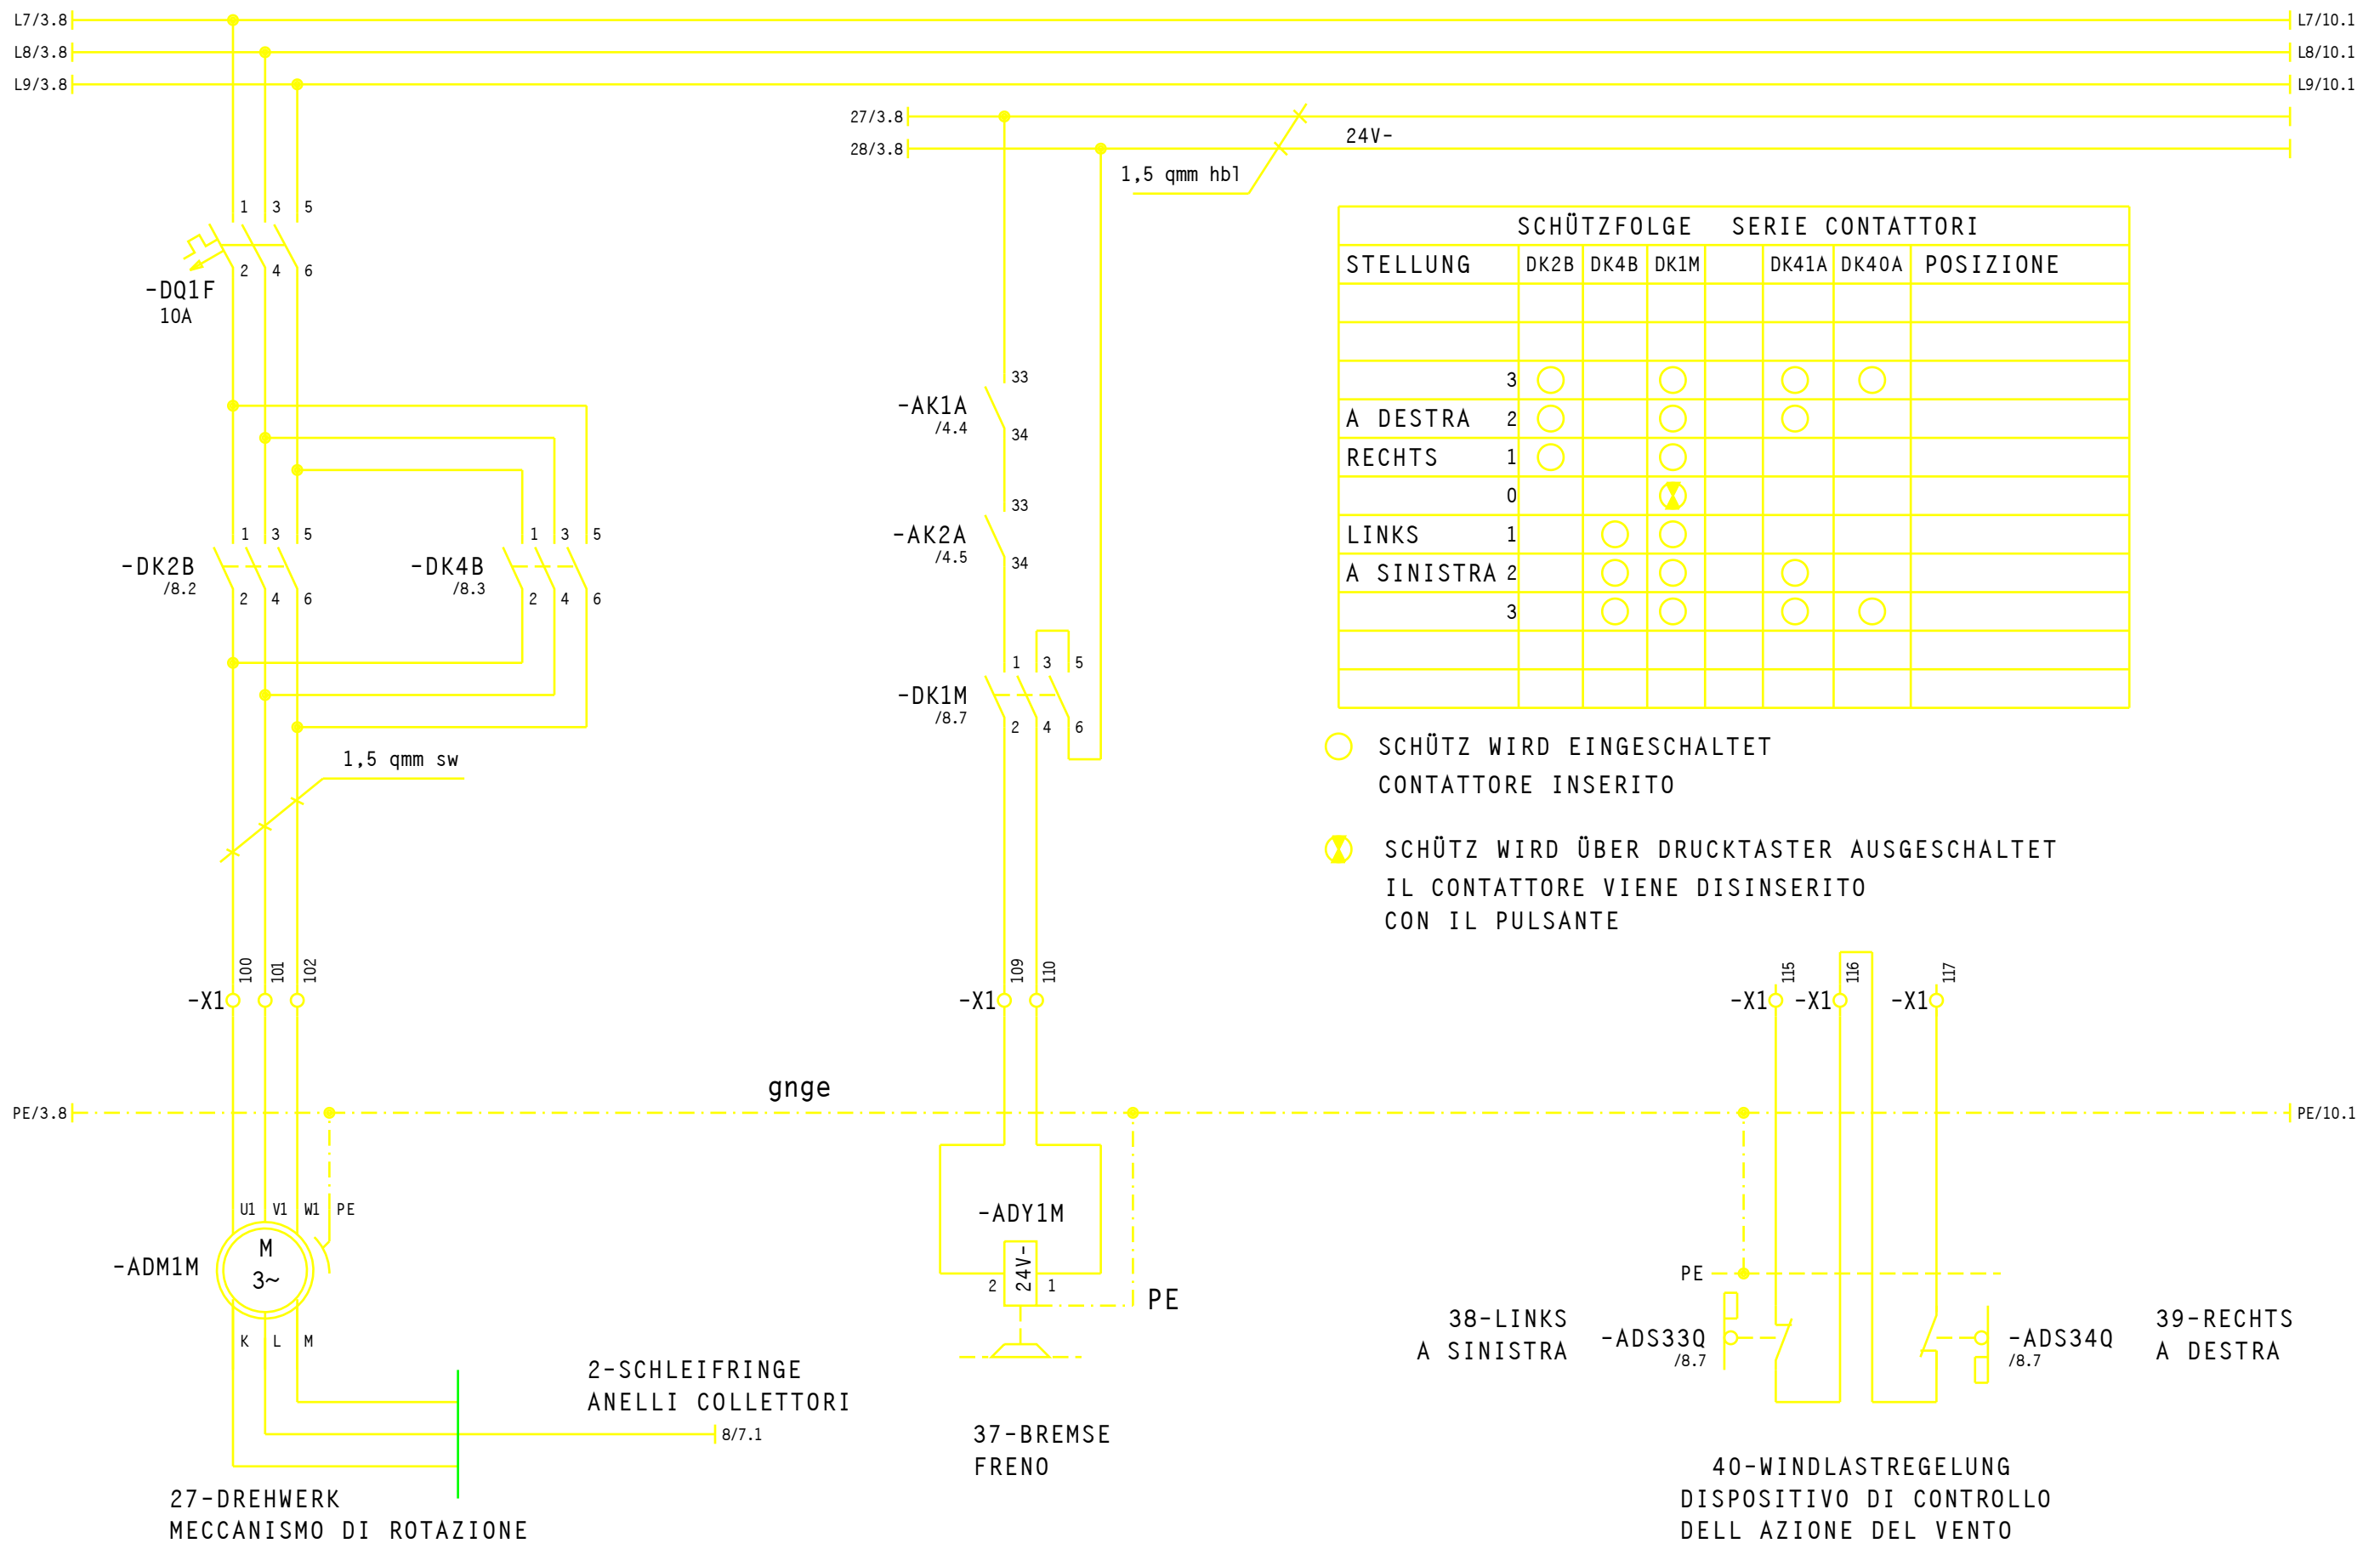 L7/3.8
L7/10.1
L8/3.8
L8/10.1
L9/3.8
L9/10.1
27/3.8
24V-
28/3.8
1,5 qmm hbl
1 3 5
2 4 6
-DQ1F
10A
SCHÜTZFOLGE SERIE CONTATTORI
STELLUNG DK2B DK4B DK1M DK41A DK40A POSIZIONE
3
A DESTRA 2
RECHTS 1
0
LINKS 1
A SINISTRA 2
3
33
-AK1A
/4.4
34
33
-AK2A
/4.5
34
1 3 5
-DK2B
/8.2
2 4 6
1 3 5
-DK4B
/8.3
2 4 6
1 3 5
-DK1M
/8.7
2 4 6
1,5 qmm sw
SCHÜTZ WIRD EINGESCHALTET
CONTATTORE INSERITO
SCHÜTZ WIRD ÜBER DRUCKTASTER AUSGESCHALTET
IL CONTATTORE VIENE DISINSERITO
CON IL PULSANTE
100 101 102
-X1
109 110
-X1
115 116 117
-X1 -X1 -X1
gnge
PE/3.8
PE/10.1
U1 V1 W1 PE
M
3~
-ADM1M
K L M
-ADY1M
24V-
2 1
PE
PE
38-LINKS
A SINISTRA
-ADS33Q
/8.7
-ADS34Q
/8.7
39-RECHTS
A DESTRA
2-SCHLEIFRINGE
ANELLI COLLETTORI
8/7.1
37-BREMSE
FRENO
27-DREHWERK
MECCANISMO DI ROTAZIONE
40-WINDLASTREGELUNG
DISPOSITIVO DI CONTROLLO
DELL AZIONE DEL VENTO